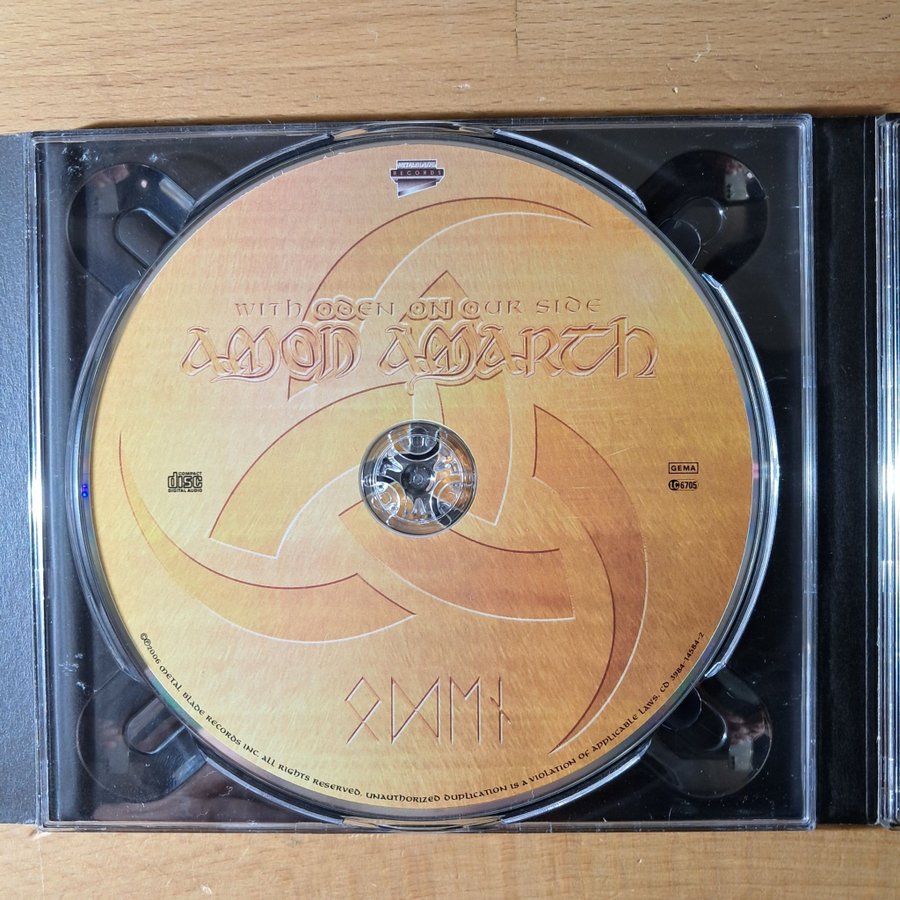 METAL BLADE
RECORDS
WITH ODEN ON OUR SIDE
AMON AMARTH
COMPACT
disc
DIGITAL AUDIO
GEMA
LC 6705
ᛟᛞᛖᚾ
©℗2006 METAL BLADE RECORDS INC. ALL RIGHTS RESERVED. UNAUTHORIZED DUPLICATION IS A VIOLATION OF APPLICABLE LAWS. CD 3984-14584-2